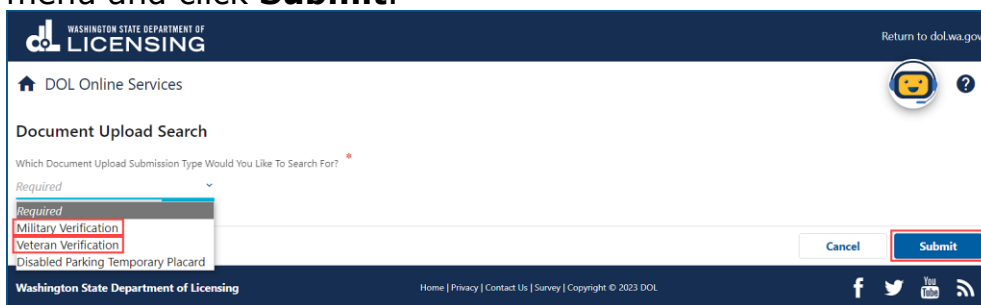 menu and click Submit.
WASHINGTON STATE DEPARTMENT OF
LICENSING
Return to dol.wa.gov
DOL Online Services
?
Document Upload Search
Which Document Upload Submission Type Would You Like To Search For? *
Required
Required
Military Verification
Veteran Verification
Disabled Parking Temporary Placard
Cancel Submit
Washington State Department of Licensing Home | Privacy | Contact Us | Survey | Copyright © 2023 DOL f You Tube